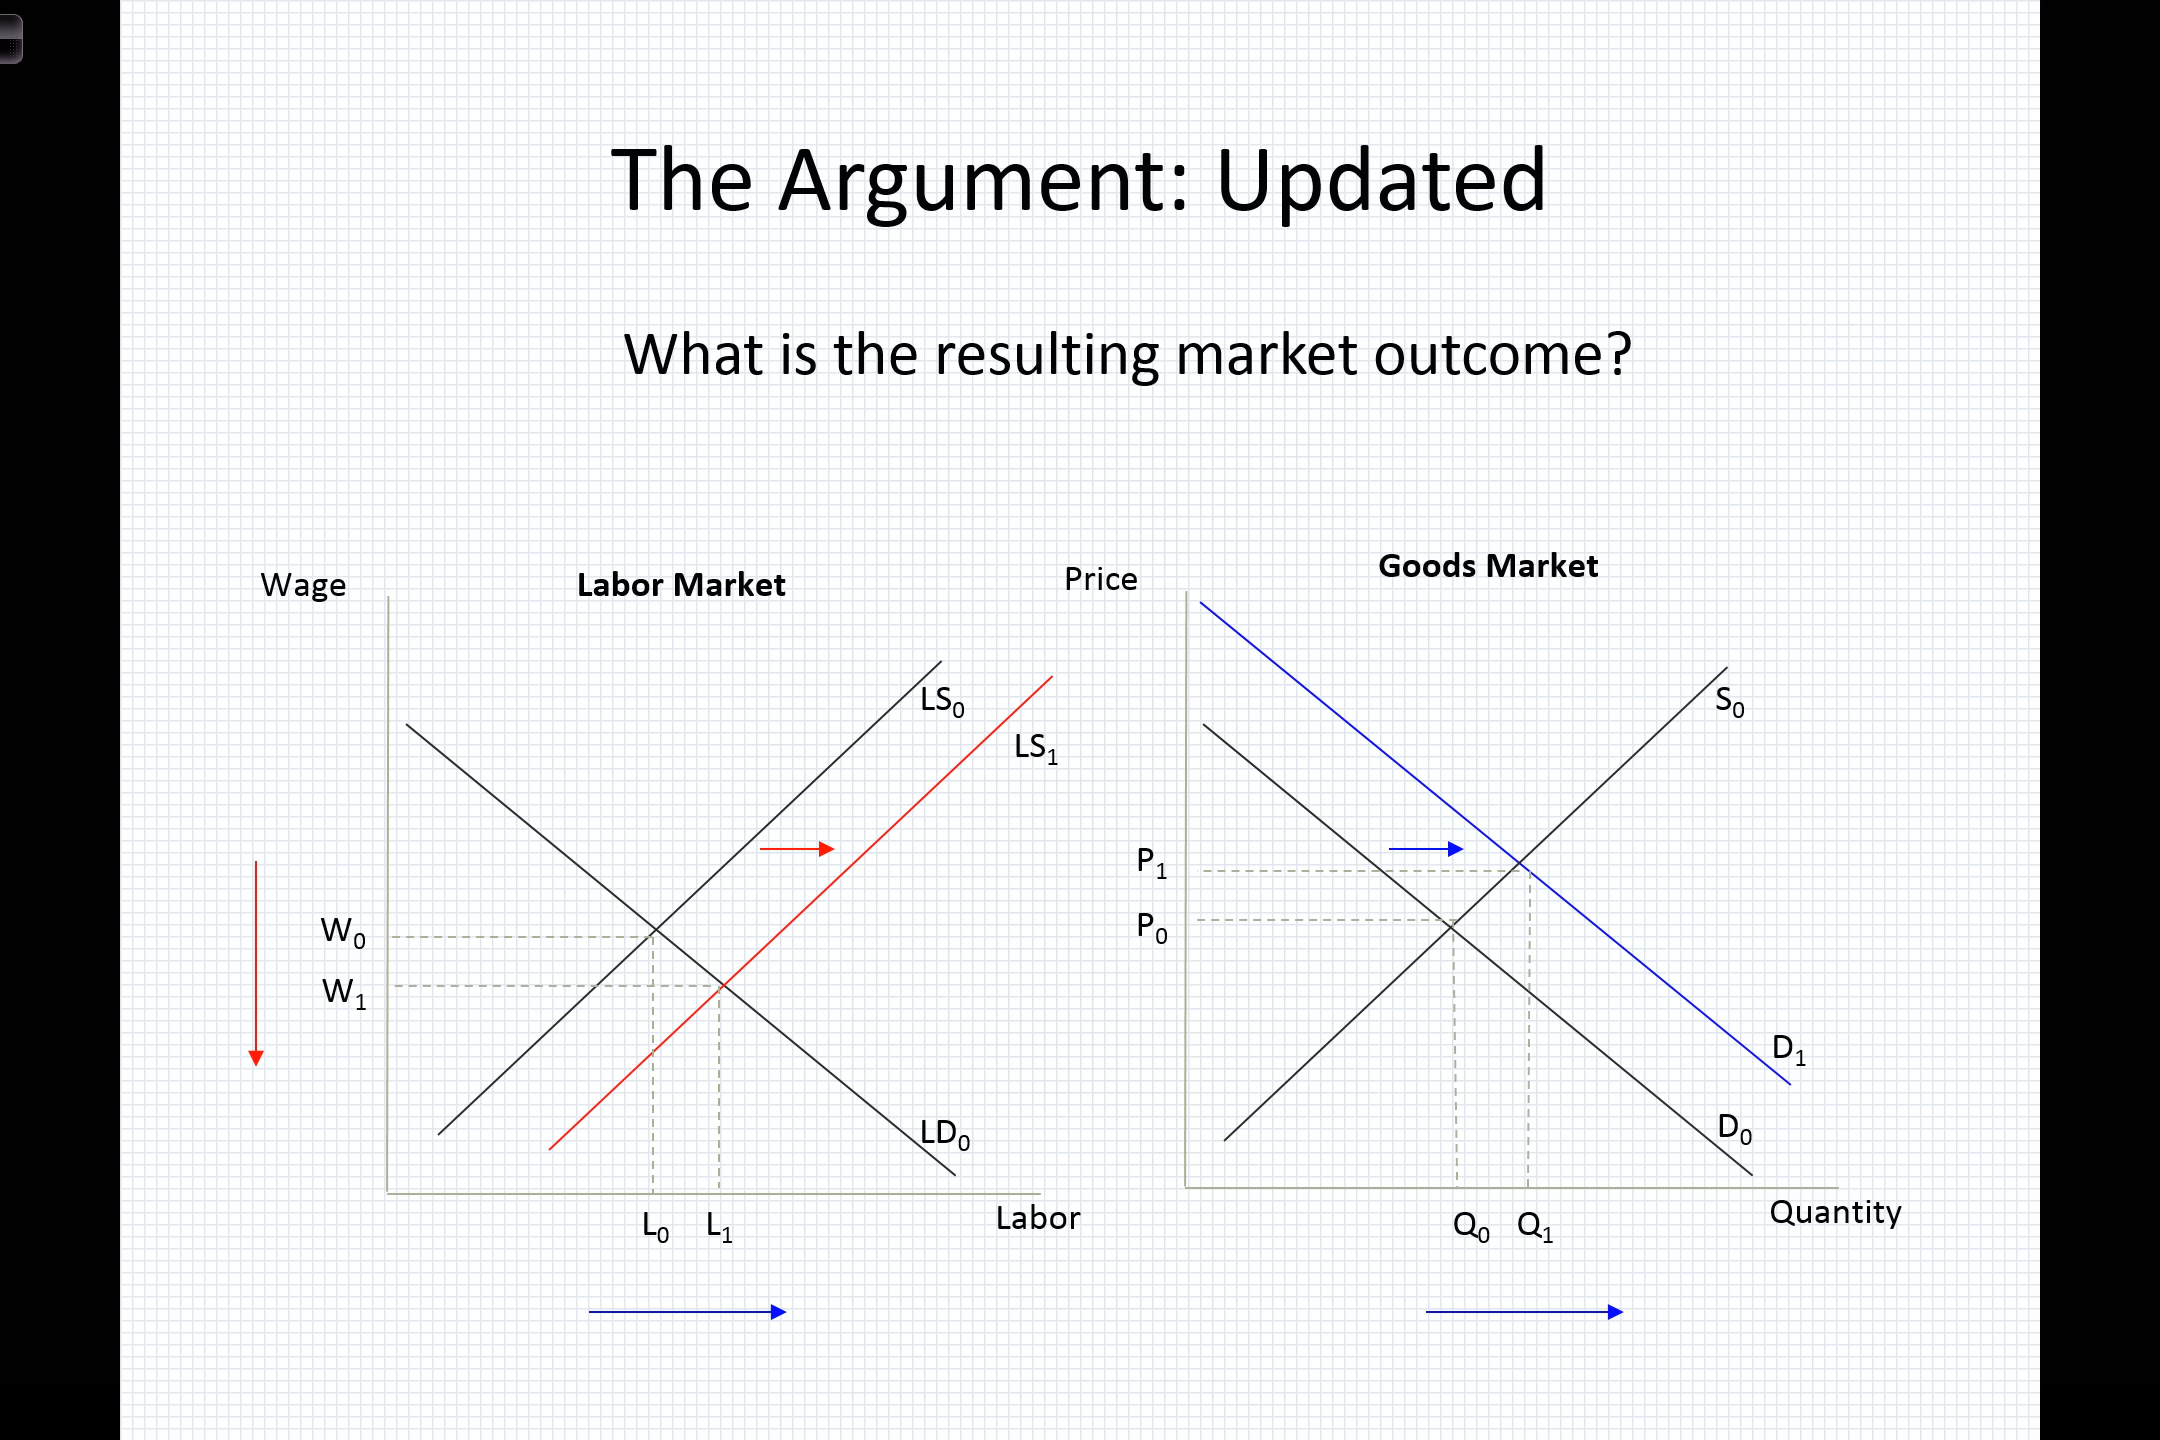 The Argument: Updated
What is the resulting market outcome?
Wage
Labor Market
LS0
LS1
W0
W1
LD0
L0
L1
Labor
Price
Goods Market
S0
P1
P0
D1
D0
Q0
Q1
Quantity